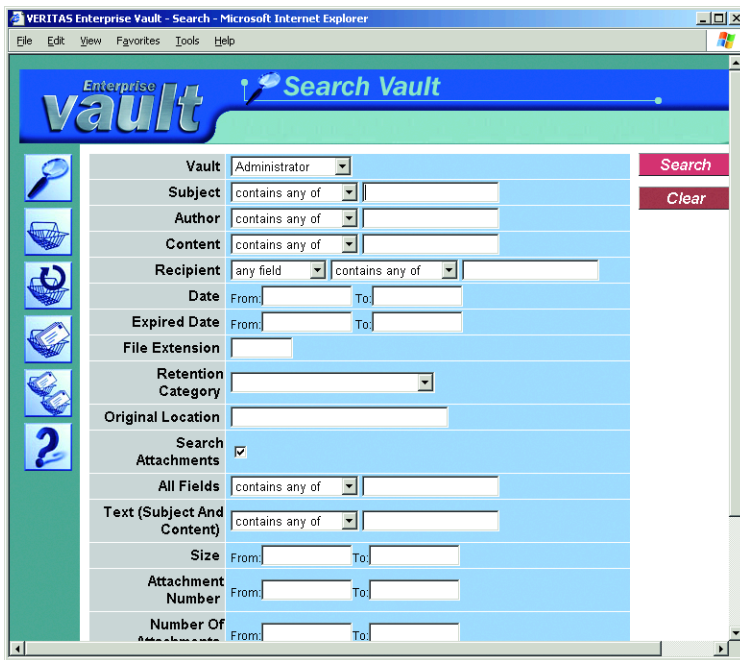 VERITAS Enterprise Vault - Search - Microsoft Internet Explorer
File Edit View Favorites Tools Help
Enterprise
vault
Search Vault
Vault Administrator
Search
Subject contains any of
Clear
Author contains any of
Content contains any of
Recipient any field contains any of
Date From: To:
Expired Date From: To:
File Extension
Retention
Category
Original Location
Search
Attachments
All Fields contains any of
Text (Subject And
Content) contains any of
Size From: To:
Attachment
Number From: To:
Number Of
Attachments From: To: